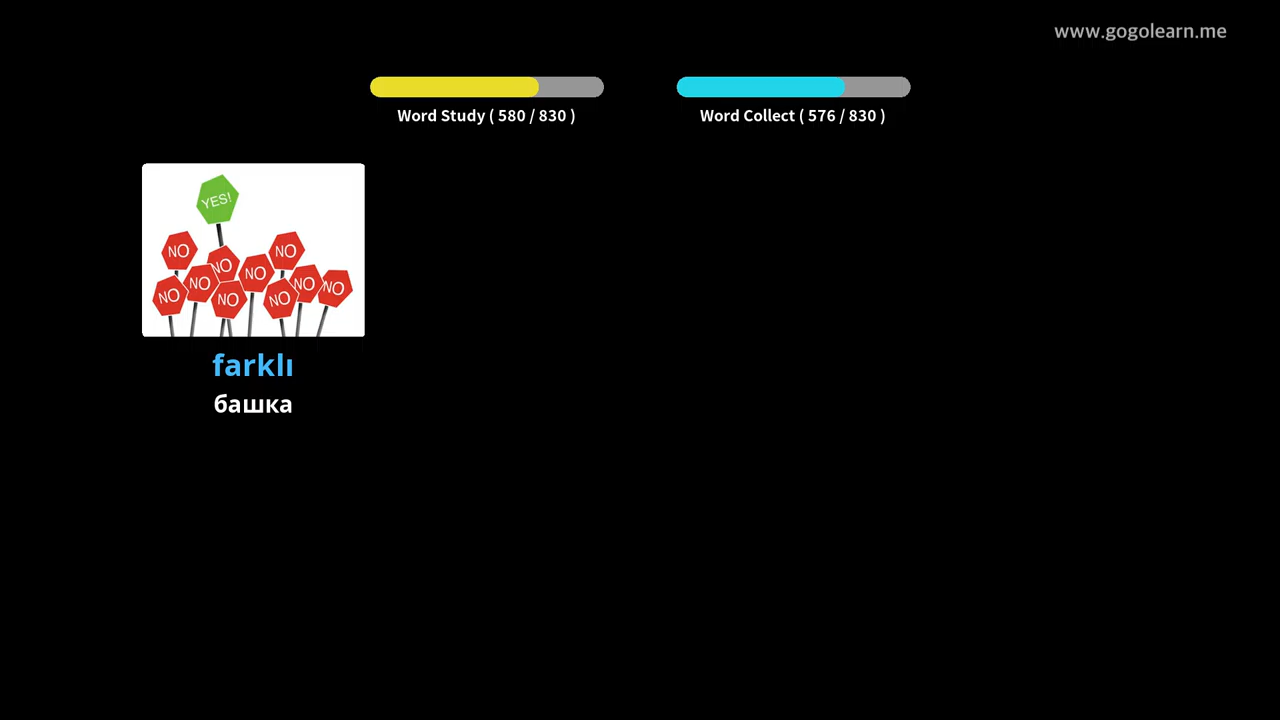 www.gogolearn.me
Word Study ( 580 / 830 )
Word Collect ( 576 / 830 )
YES!
NO
NO
NO
NO
NO
NO
NO
NO
NO
NO
farklı
башка